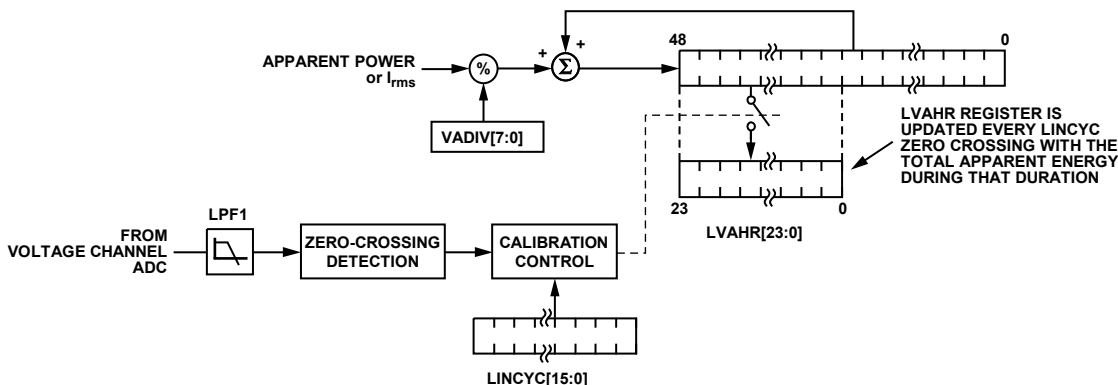 48
0
APPARENT POWER
or Irms
%
+
+
Σ
VADIV[7:0]
LVAHR REGISTER IS
UPDATED EVERY LINCYC
ZERO CROSSING WITH THE
TOTAL APPARENT ENERGY
DURING THAT DURATION
23
0
LVAHR[23:0]
LPF1
FROM
VOLTAGE CHANNEL
ADC
ZERO-CROSSING
DETECTION
CALIBRATION
CONTROL
LINCYC[15:0]